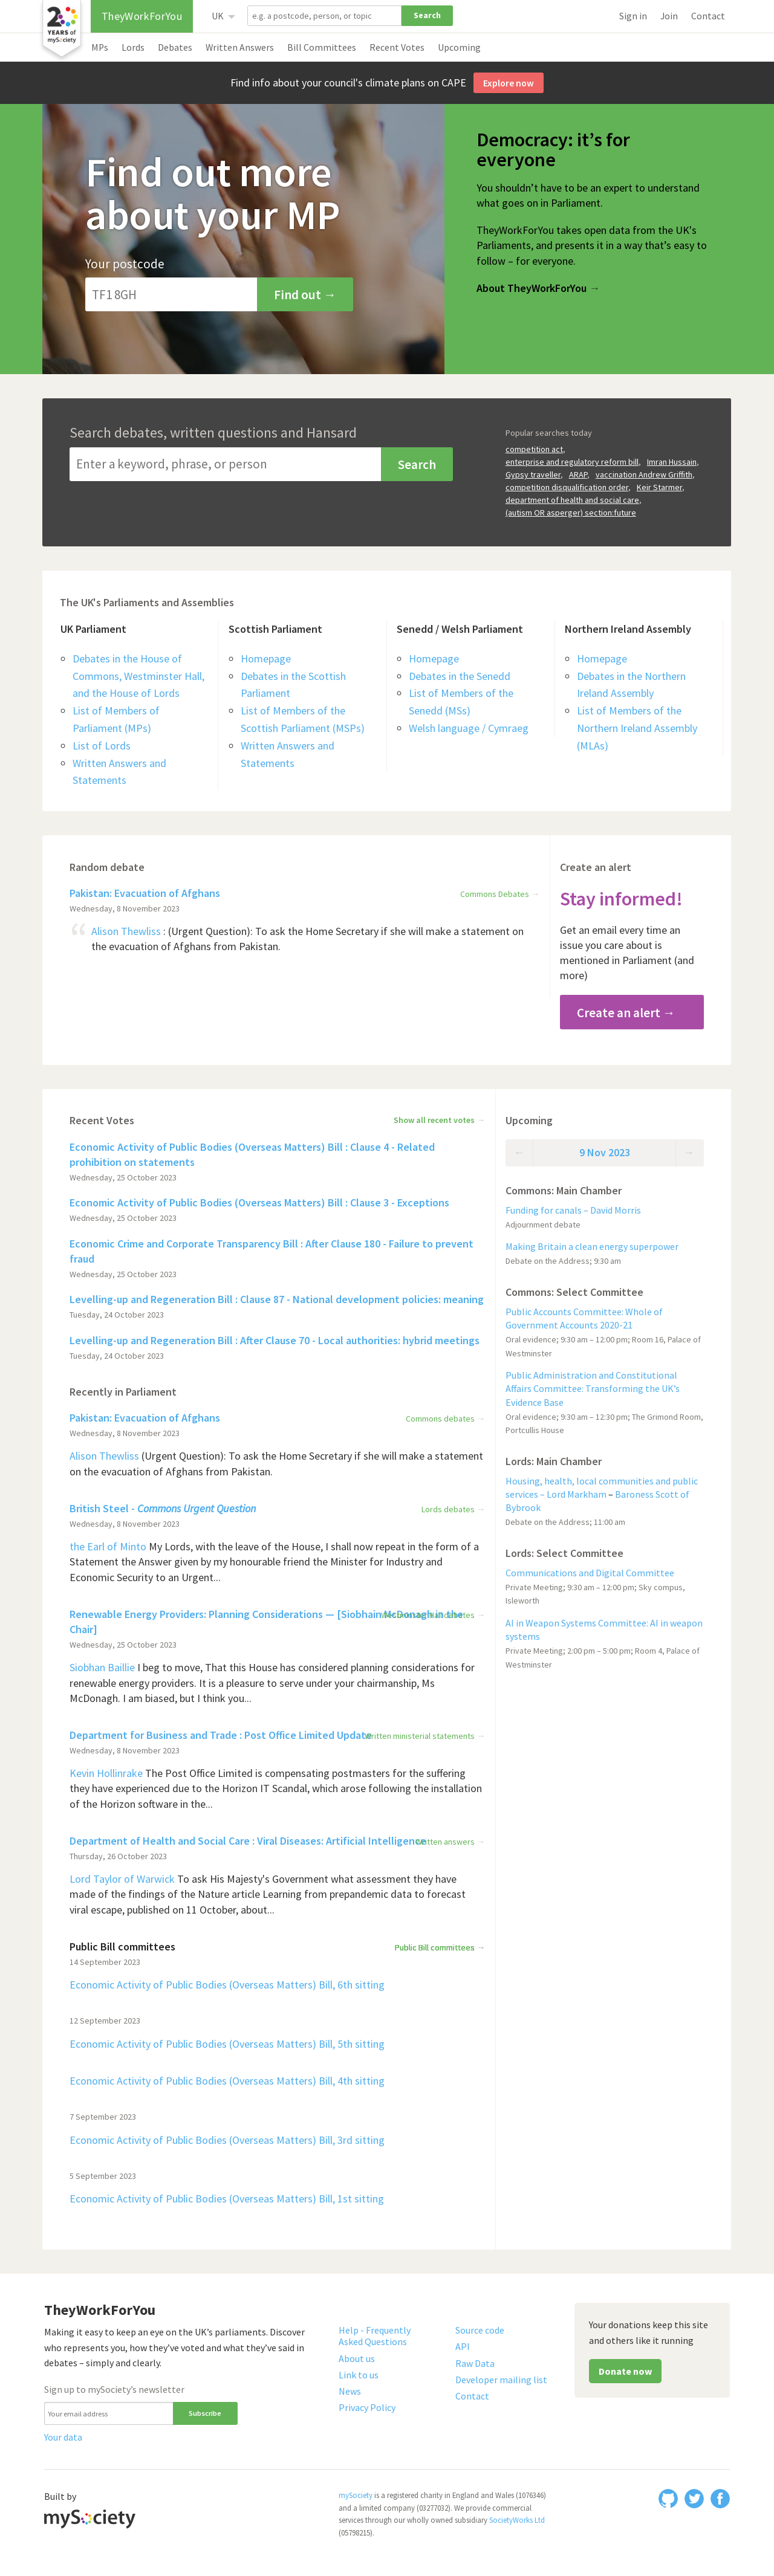 20
YEARS of
mySociety
TheyWorkForYou
UK
e.g. a postcode, person, or topic
Search
Sign in Join Contact
MPs Lords Debates Written Answers Bill Committees Recent Votes Upcoming
Find info about your council's climate plans on CAPE Explore now
Find out more
about your MP
Your postcode
TF1 8GH
Find out →
Democracy: it’s for
everyone
You shouldn’t have to be an expert to understand
what goes on in Parliament.
TheyWorkForYou takes open data from the UK’s
Parliaments, and presents it in a way that’s easy to
follow – for everyone.
About TheyWorkForYou →
Search debates, written questions and Hansard
Enter a keyword, phrase, or person
Search
Popular searches today
competition act,
enterprise and regulatory reform bill, Imran Hussain,
Gypsy traveller, ARAP, vaccination Andrew Griffith,
competition disqualification order, Keir Starmer,
department of health and social care,
(autism OR asperger) section:future
The UK's Parliaments and Assemblies
UK Parliament
Debates in the House of
Commons, Westminster Hall,
and the House of Lords
List of Members of
Parliament (MPs)
List of Lords
Written Answers and
Statements
Scottish Parliament
Homepage
Debates in the Scottish
Parliament
List of Members of the
Scottish Parliament (MSPs)
Written Answers and
Statements
Senedd / Welsh Parliament
Homepage
Debates in the Senedd
List of Members of the
Senedd (MSs)
Welsh language / Cymraeg
Northern Ireland Assembly
Homepage
Debates in the Northern
Ireland Assembly
List of Members of the
Northern Ireland Assembly
(MLAs)
Random debate
Pakistan: Evacuation of Afghans
Commons Debates →
Wednesday, 8 November 2023
“ Alison Thewliss : (Urgent Question): To ask the Home Secretary if she will make a statement on
the evacuation of Afghans from Pakistan.
Create an alert
Stay informed!
Get an email every time an
issue you care about is
mentioned in Parliament (and
more)
Create an alert →
Recent Votes
Show all recent votes →
Economic Activity of Public Bodies (Overseas Matters) Bill : Clause 4 - Related
prohibition on statements
Wednesday, 25 October 2023
Economic Activity of Public Bodies (Overseas Matters) Bill : Clause 3 - Exceptions
Wednesday, 25 October 2023
Economic Crime and Corporate Transparency Bill : After Clause 180 - Failure to prevent
fraud
Wednesday, 25 October 2023
Levelling-up and Regeneration Bill : Clause 87 - National development policies: meaning
Tuesday, 24 October 2023
Levelling-up and Regeneration Bill : After Clause 70 - Local authorities: hybrid meetings
Tuesday, 24 October 2023
Recently in Parliament
Pakistan: Evacuation of Afghans
Commons debates →
Wednesday, 8 November 2023
Alison Thewliss (Urgent Question): To ask the Home Secretary if she will make a statement
on the evacuation of Afghans from Pakistan.
British Steel - Commons Urgent Question
Lords debates →
Wednesday, 8 November 2023
the Earl of Minto My Lords, with the leave of the House, I shall now repeat in the form of a
Statement the Answer given by my honourable friend the Minister for Industry and
Economic Security to an Urgent...
Renewable Energy Providers: Planning Considerations — [Siobhain McDonagh in the
Chair]
Wednesday, 25 October 2023
Siobhan Baillie I beg to move, That this House has considered planning considerations for
renewable energy providers. It is a pleasure to serve under your chairmanship, Ms
McDonagh. I am biased, but I think you...
Department for Business and Trade : Post Office Limited Update
Written ministerial statements →
Wednesday, 8 November 2023
Kevin Hollinrake The Post Office Limited is compensating postmasters for the suffering
they have experienced due to the Horizon IT Scandal, which arose following the installation
of the Horizon software in the...
Department of Health and Social Care : Viral Diseases: Artificial Intelligence
Written answers →
Thursday, 26 October 2023
Lord Taylor of Warwick To ask His Majesty's Government what assessment they have
made of the findings of the Nature article Learning from prepandemic data to forecast
viral escape, published on 11 October, about...
Public Bill committees
Public Bill committees →
14 September 2023
Economic Activity of Public Bodies (Overseas Matters) Bill, 6th sitting
12 September 2023
Economic Activity of Public Bodies (Overseas Matters) Bill, 5th sitting
Economic Activity of Public Bodies (Overseas Matters) Bill, 4th sitting
7 September 2023
Economic Activity of Public Bodies (Overseas Matters) Bill, 3rd sitting
5 September 2023
Economic Activity of Public Bodies (Overseas Matters) Bill, 1st sitting
Upcoming
← 9 Nov 2023 →
Commons: Main Chamber
Funding for canals – David Morris
Adjournment debate
Making Britain a clean energy superpower
Debate on the Address; 9:30 am
Commons: Select Committee
Public Accounts Committee: Whole of
Government Accounts 2020-21
Oral evidence; 9:30 am – 12:00 pm; Room 16, Palace of
Westminster
Public Administration and Constitutional
Affairs Committee: Transforming the UK’s
Evidence Base
Oral evidence; 9:30 am – 12:30 pm; The Grimond Room,
Portcullis House
Lords: Main Chamber
Housing, health, local communities and public
services – Lord Markham – Baroness Scott of
Bybrook
Debate on the Address; 11:00 am
Lords: Select Committee
Communications and Digital Committee
Private Meeting; 9:30 am – 12:00 pm; Sky campus,
Isleworth
AI in Weapon Systems Committee: AI in weapon
systems
Private Meeting; 2:00 pm – 5:00 pm; Room 4, Palace of
Westminster
TheyWorkForYou
Making it easy to keep an eye on the UK’s parliaments. Discover
who represents you, how they’ve voted and what they’ve said in
debates – simply and clearly.
Sign up to mySociety’s newsletter
Your email address
Subscribe
Your data
Help - Frequently
Asked Questions
About us
Link to us
News
Privacy Policy
Source code
API
Raw Data
Developer mailing list
Contact
Your donations keep this site
and others like it running
Donate now
Built by
mySociety
mySociety is a registered charity in England and Wales (1076346)
and a limited company (03277032). We provide commercial
services through our wholly owned subsidiary SocietyWorks Ltd
(05798215).